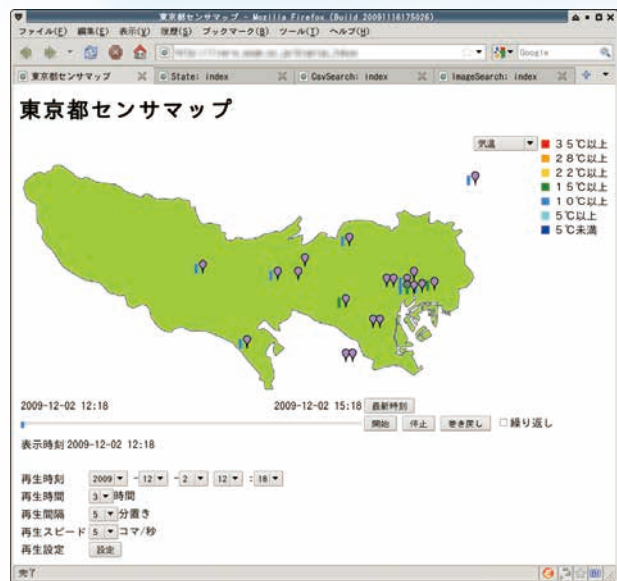 東京都センサマップ - Mozilla Firefox (Build 20091116175026)
ファイル(F) 編集(E) 表示(V) 履歴(S) ブックマーク(B) ツール(T) ヘルプ(H)
Google
東京都センサマップ State: index CsvSearch: index ImageSearch: index
東京都センサマップ
気温
35℃以上
28℃以上
22℃以上
15℃以上
10℃以上
5℃以上
5℃未満
2009-12-02 12:18 2009-12-02 15:18 最新時刻
開始 停止 巻き戻し 繰り返し
表示時刻 2009-12-02 12:18
再生時刻 2009 -12 -2 12 :18
再生時間 3 時間
再生間隔 5 分置き
再生スピード 5 コマ/秒
再生設定 設定
完了